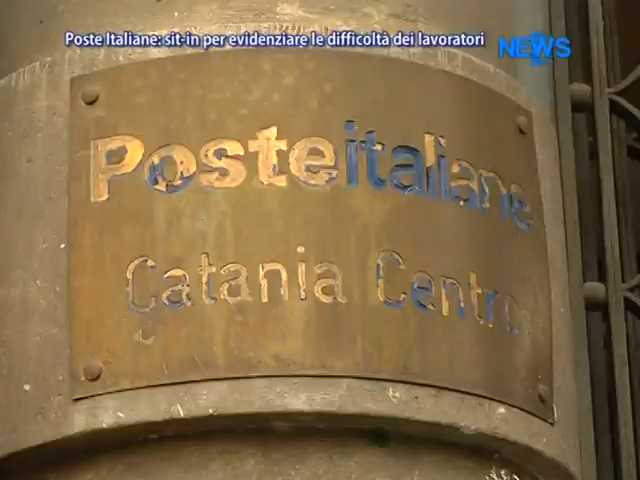 Poste Italiane: sit-in per evidenziare le difficoltà dei lavoratori
NEWS
Posteitaliane
Catania Centro